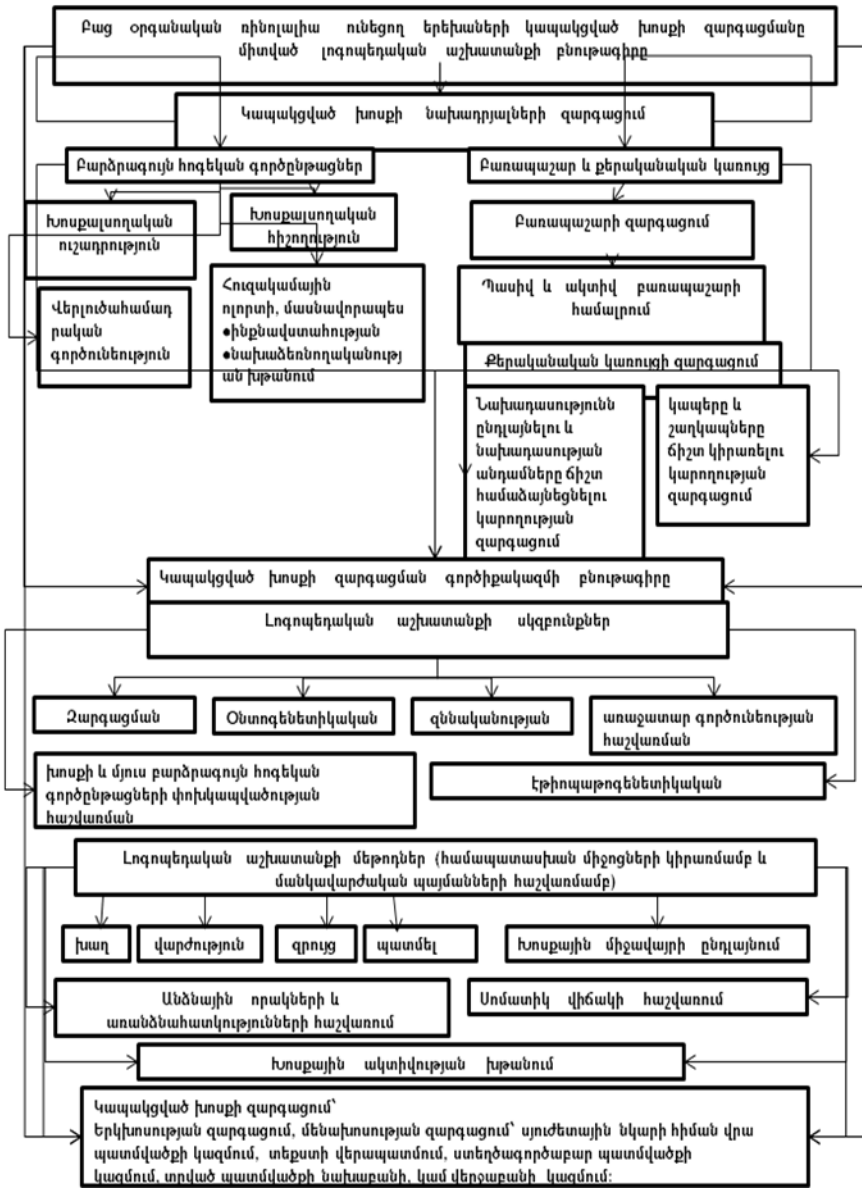 Բաց օրգանական ռինոլալիա ունեցող երեխաների կապակցված խոսքի զարգացմանը
միտված լոգոպեդական աշխատանքի բնութագիրը
Կապակցված խոսքի նախադրյալների զարգացում
Բարձրագույն հոգեկան գործընթացներ
Բառապաշար և քերականական կառույց
Խոսքալսողական
ուշադրություն
Խոսքալսողական
հիշողություն
Բառապաշարի զարգացում
Վերլուծահամադ
րական
գործունեություն
Հուզակամային
ոլորտի, մասնավորապես
●ինքնավստահության
●նախաձեռնողականությ
ան խթանում
Պասիվ և ակտիվ բառապաշարի
համալրում
Քերականական կառույցի զարգացում
Նախադասությունն
ընդլայնելու և
նախադասության
անդամները ճիշտ
համաձայնեցնելու
կարողության
զարգացում
կապերը և
շաղկապները
ճիշտ կիրառելու
կարողության
զարգացում
Կապակցված խոսքի զարգացման գործիքակազմի բնութագիրը
Լոգոպեդական աշխատանքի սկզբունքներ
Զարգացման
Օնտոգենետիկական
զննականության
առաջատար գործունեության
հաշվառման
խոսքի և մյուս բարձրագույն հոգեկան
գործընթացների փոխկապվածության
հաշվառման
Էթիոպաթոգենետիկական
Լոգոպեդական աշխատանքի մեթոդներ (համապատասխան միջոցների կիրառմամբ և
մանկավարժական պայմանների հաշվառմամբ)
խաղ
վարժություն
զրույց
պատմել
Խոսքային միջավայրի ընդլայնում
Անձնային որակների և
առանձնահատկությունների հաշվառում
Սոմատիկ վիճակի հաշվառում
Խոսքային ակտիվության խթանում
Կապակցված խոսքի զարգացում՝
Երկխոսության զարգացում, մենախոսության զարգացում՝ սյուժետային նկարի հիման վրա
պատմվածքի կազմում, տեքստի վերապատմում, ստեղծագործաբար պատմվածքի
կազմում, տրված պատմվածքի նախաբանի, կամ վերջաբանի կազմում: